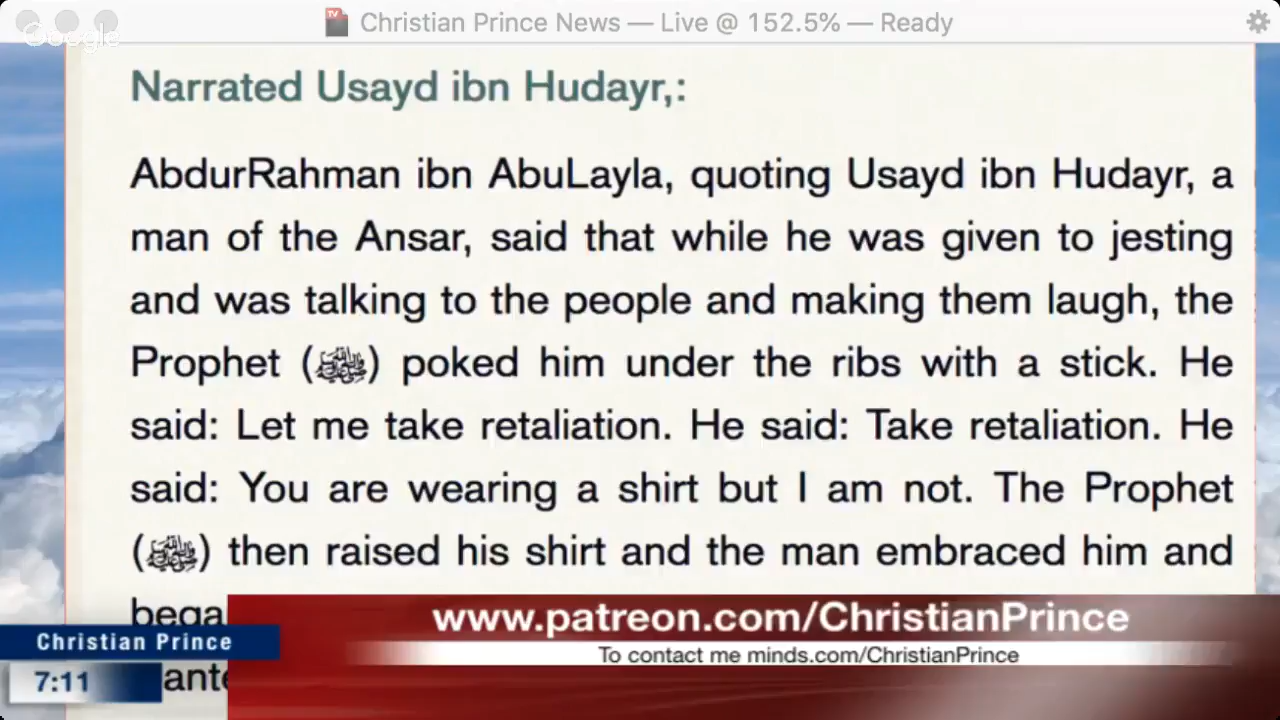 Christian Prince News — Live @ 152.5% — Ready
Google
Narrated Usayd ibn Hudayr,:
AbdurRahman ibn AbuLayla, quoting Usayd ibn Hudayr, a
man of the Ansar, said that while he was given to jesting
and was talking to the people and making them laugh, the
Prophet (ﷺ) poked him under the ribs with a stick. He
said: Let me take retaliation. He said: Take retaliation. He
said: You are wearing a shirt but I am not. The Prophet
(ﷺ) then raised his shirt and the man embraced him and
bega
www.patreon.com/ChristianPrince
Christian Prince
To contact me minds.com/ChristianPrince
7:11
ante